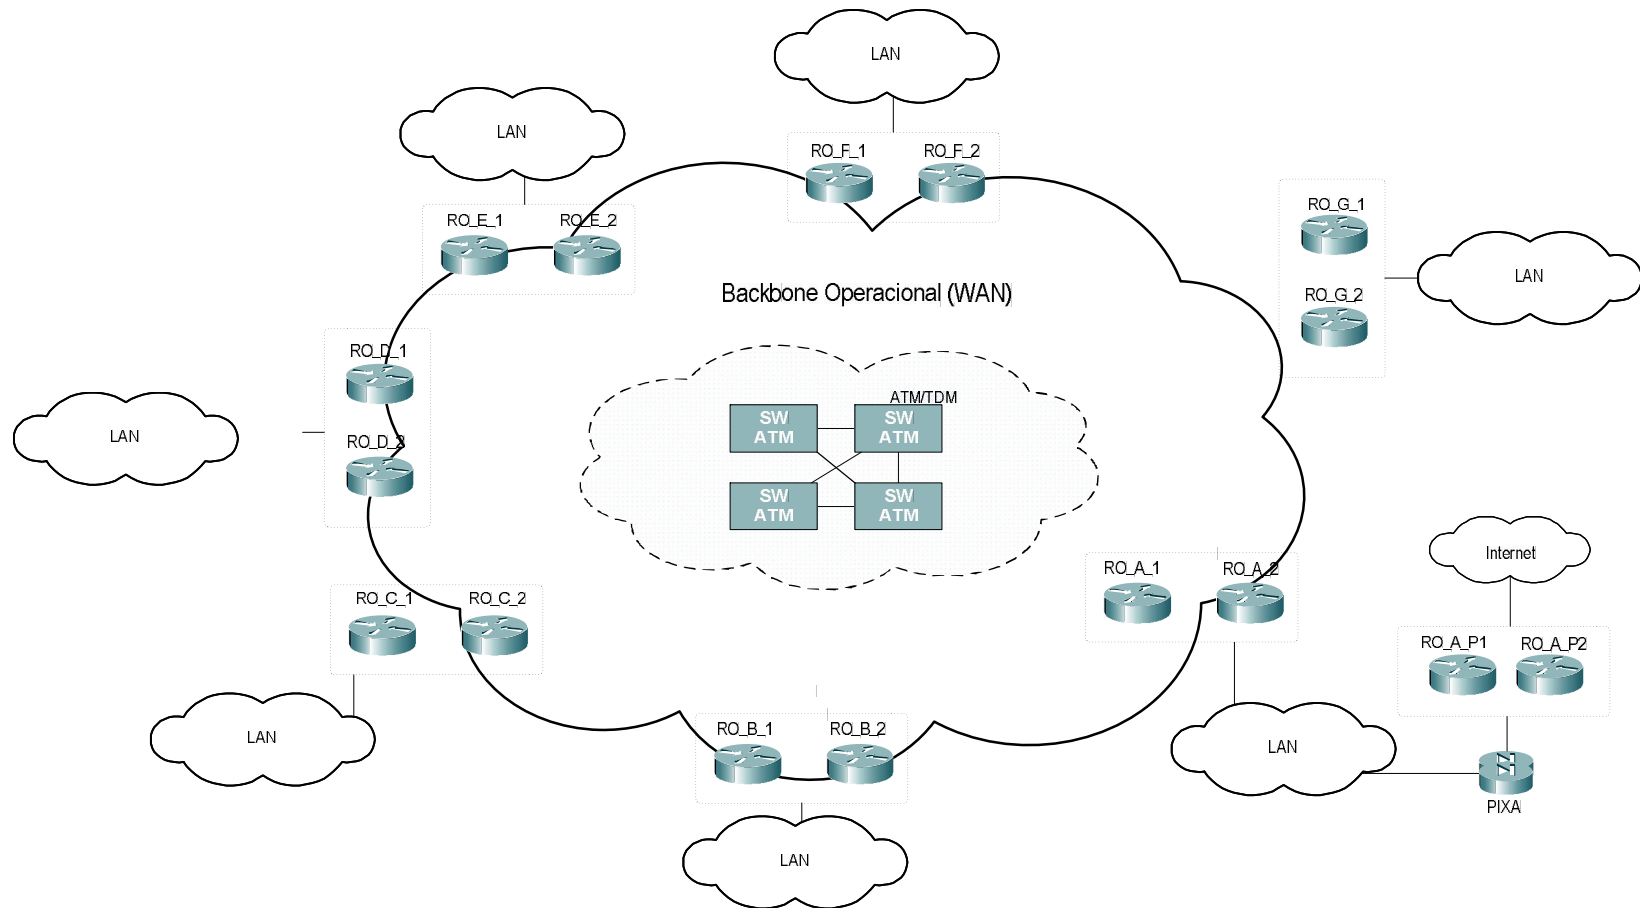 LAN
LAN
RO_F_1
RO_F_2
RO_E_1
RO_E_2
RO_G_1
LAN
RO_G_2
Backbone Operacional (WAN)
RO_D_1
ATM/TDM
SW
ATM
SW
ATM
LAN
RO_D_2
SW
ATM
SW
ATM
Internet
RO_A_1
RO_A_2
RO_C_1
RO_C_2
RO_A_P1
RO_A_P2
LAN
RO_B_1
RO_B_2
LAN
PIXA
LAN